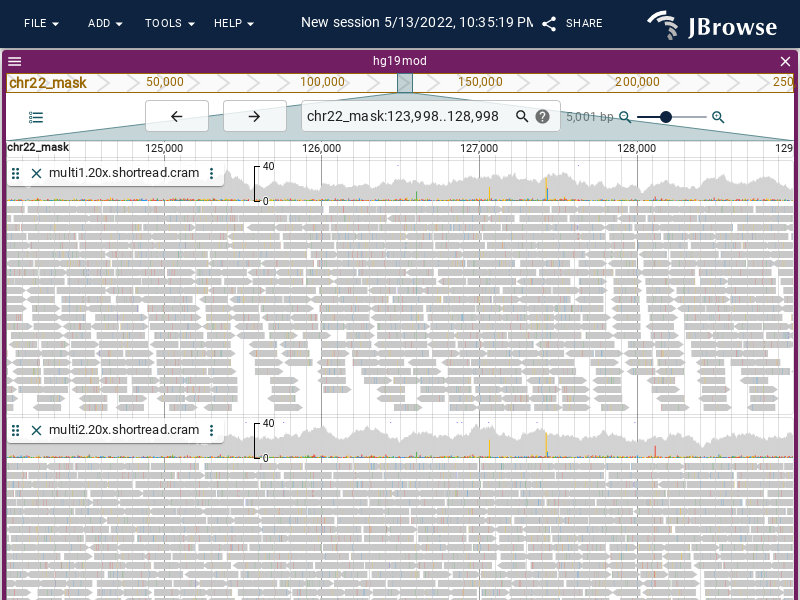 FILE ADD TOOLS HELP New session 5/13/2022, 10:35:19 PM SHARE JBrowse
hg19mod
chr22_mask 50,000 100,000 150,000 200,000 250
chr22_mask:123,998..128,998 5,001 bp
chr22_mask 125,000 126,000 127,000 128,000 129
multi1.20x.shortread.cram 40
0
multi2.20x.shortread.cram 40
0